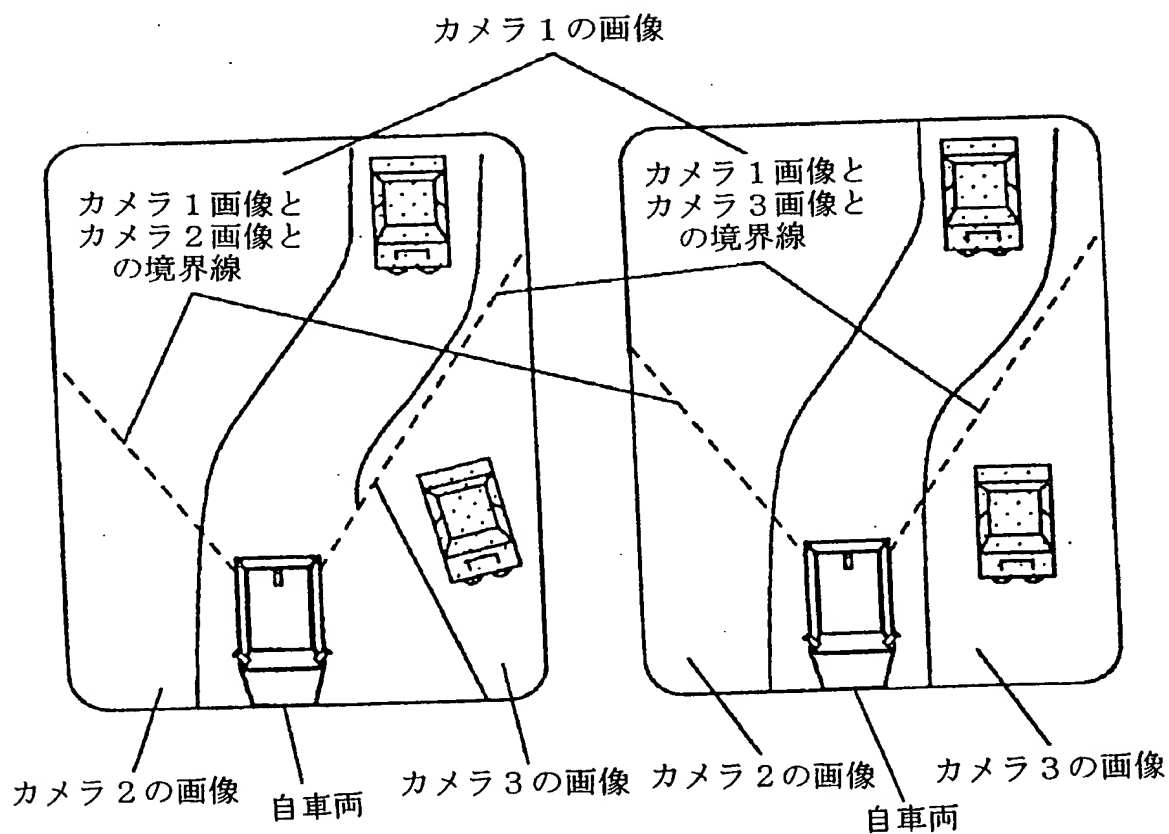 カメラ1の画像
カメラ1画像と
カメラ2画像と
の境界線
カメラ1画像と
カメラ3画像と
の境界線
カメラ2の画像
自車両
カメラ3の画像
カメラ2の画像
自車両
カメラ3の画像